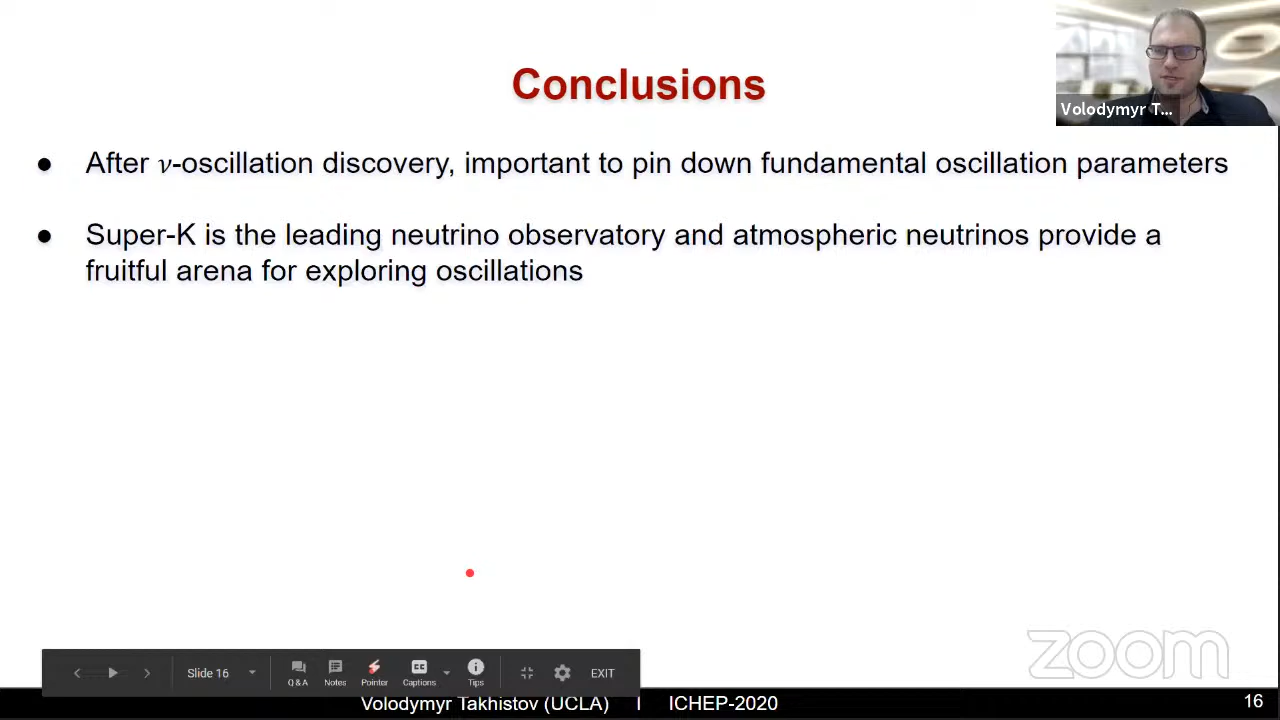 Conclusions
Volodymyr T...
● After ν-oscillation discovery, important to pin down fundamental oscillation parameters
● Super-K is the leading neutrino observatory and atmospheric neutrinos provide a
fruitful arena for exploring oscillations
zoom
Slide 16
Q & A
Notes
Pointer
CC
Captions
Tips
EXIT
Volodymyr Takhistov (UCLA) I ICHEP-2020
16